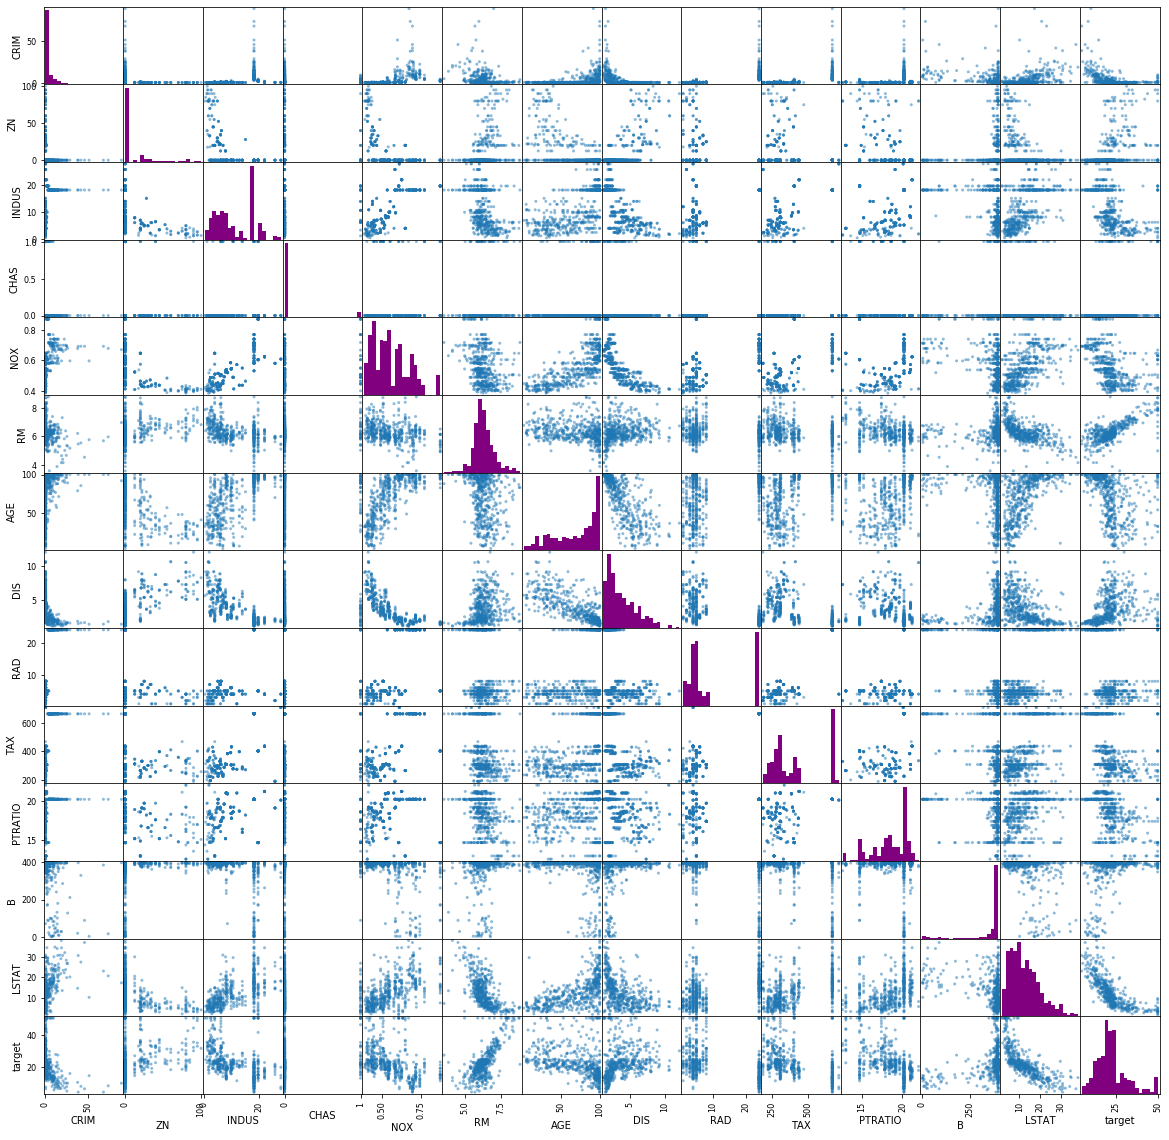 CRIM
50
0
ZN
100
50
0
INDUS
20
10
0
CHAS
1.0
0.5
0.0
NOX
0.8
0.6
0.4
RM
8
6
4
AGE
100
50
DIS
10
5
RAD
20
10
TAX
600
400
200
PTRATIO
20
15
B
400
200
0
LSTAT
30
20
10
target
40
20
0 50 0 100 0 20 0 1 0.50 0.75 5.0 7.5 50 100 5 10 10 20 250 500 15 20 0 250 10 20 30 25 50
CRIM ZN INDUS CHAS NOX RM AGE DIS RAD TAX PTRATIO B LSTAT target